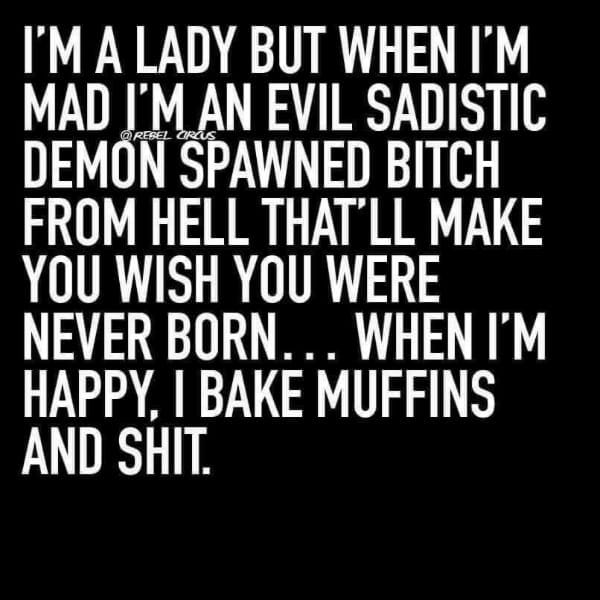 I'M A LADY BUT WHEN I'M
MAD I'M AN EVIL SADISTIC
@REBEL CIRCUS
DEMON SPAWNED BITCH
FROM HELL THAT'LL MAKE
YOU WISH YOU WERE
NEVER BORN... WHEN I'M
HAPPY, I BAKE MUFFINS
AND SHIT.